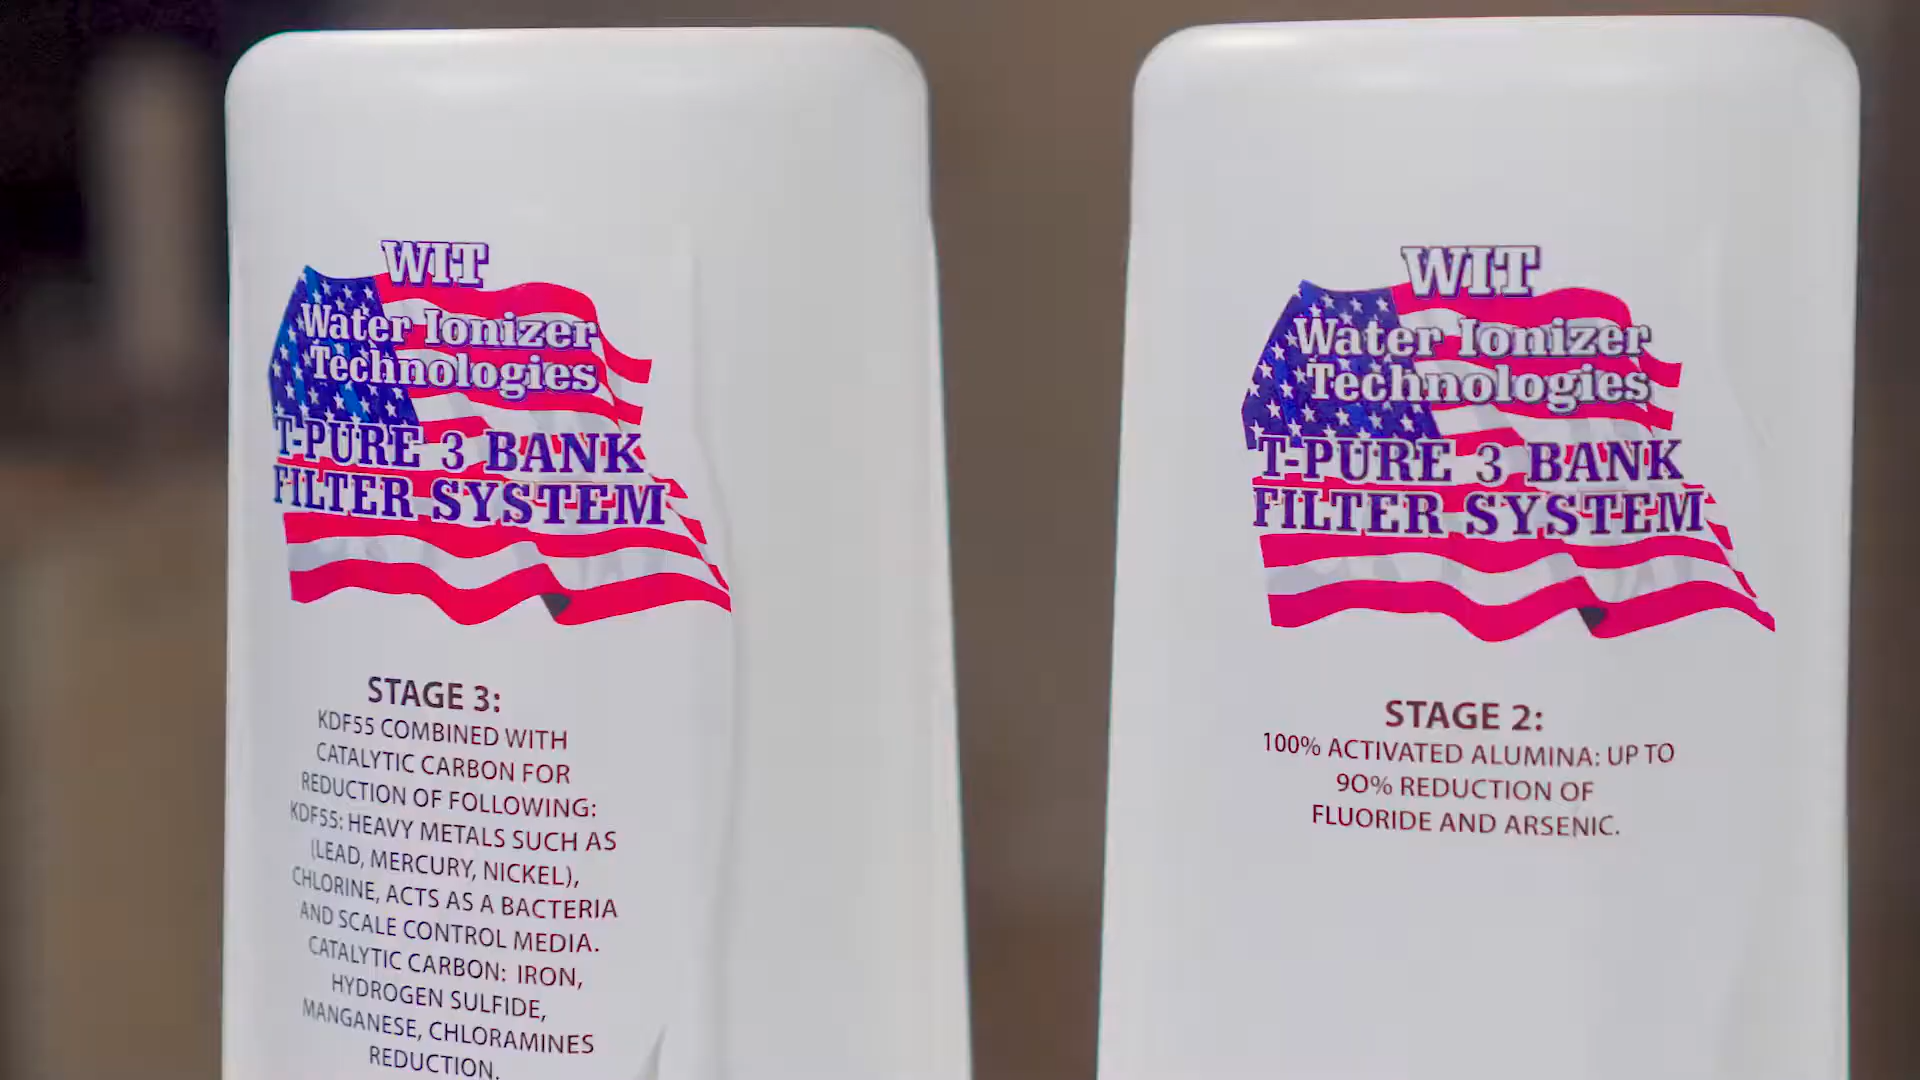 WIT
Water Ionizer
Technologies
T-PURE 3 BANK
FILTER SYSTEM
STAGE 3:
KDF55 COMBINED WITH
CATALYTIC CARBON FOR
REDUCTION OF FOLLOWING:
KDF55: HEAVY METALS SUCH AS
(LEAD, MERCURY, NICKEL),
CHLORINE, ACTS AS A BACTERIA
AND SCALE CONTROL MEDIA.
CATALYTIC CARBON: IRON,
HYDROGEN SULFIDE,
MANGANESE, CHLORAMINES
REDUCTION.
WIT
Water Ionizer
Technologies
T-PURE 3 BANK
FILTER SYSTEM
STAGE 2:
100% ACTIVATED ALUMINA: UP TO
90% REDUCTION OF
FLUORIDE AND ARSENIC.